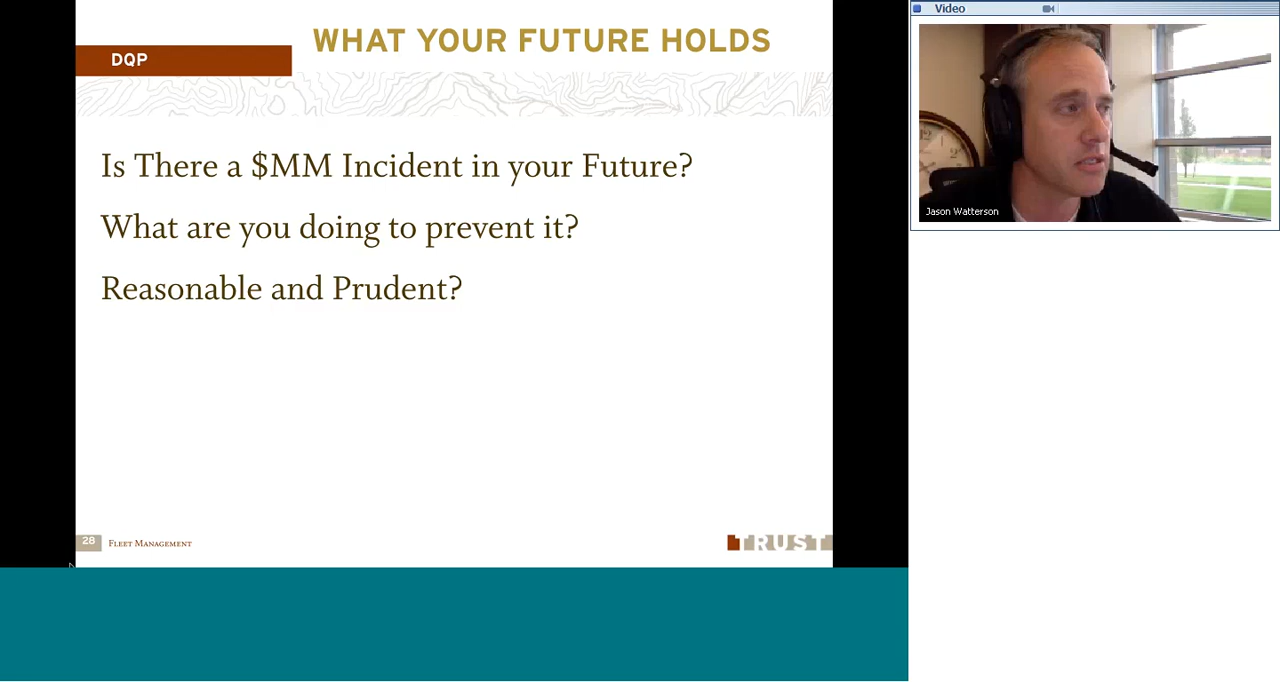 WHAT YOUR FUTURE HOLDS
DQP
Is There a $MM Incident in your Future?
What are you doing to prevent it?
Reasonable and Prudent?
28 Fleet Management
TRUST
Video
Jason Watterson